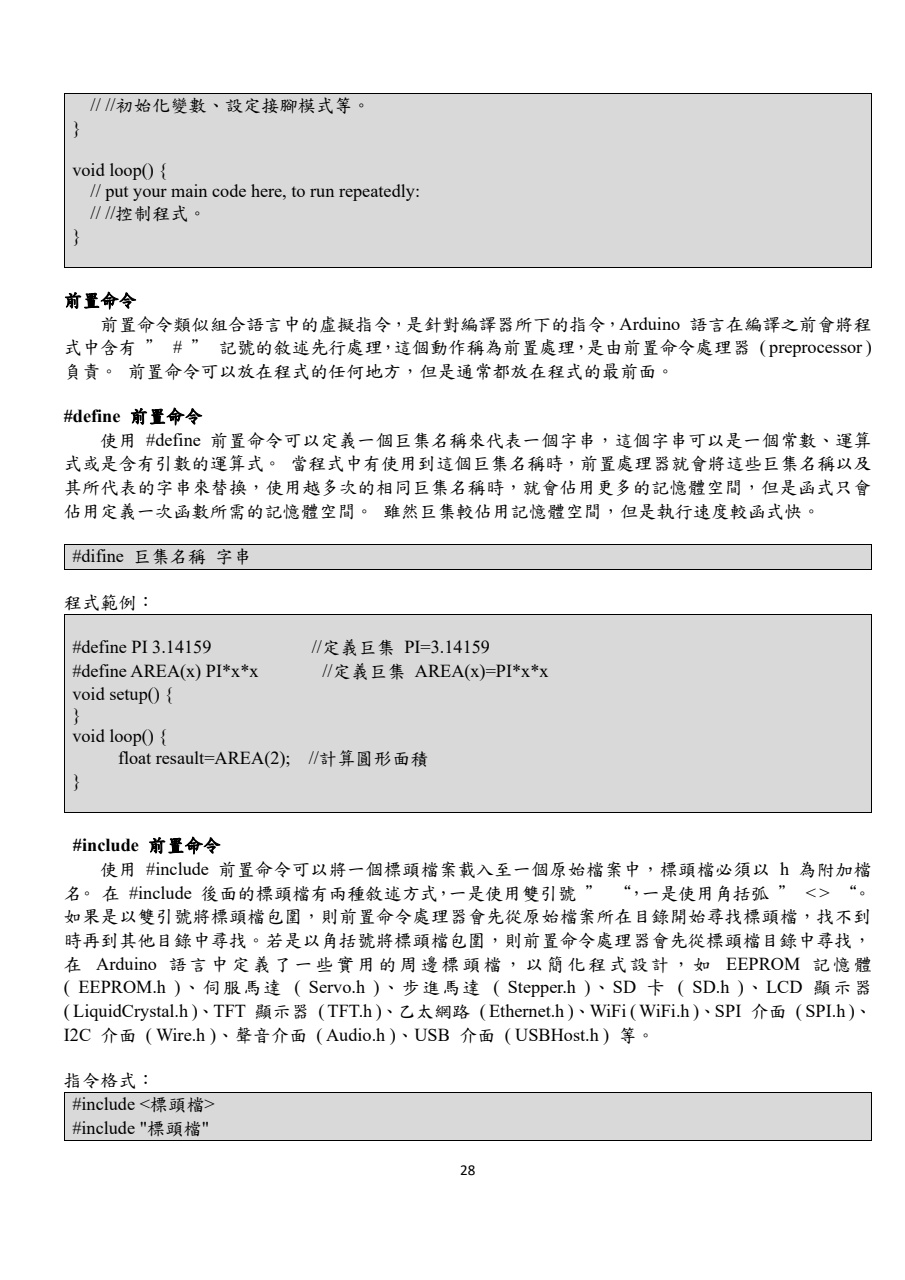 // //初始化變數、設定接腳模式等。
}
void loop() {
// put your main code here, to run repeatedly:
// //控制程式。
}
前置命令
前置命令類似組合語言中的虛擬指令，是針對編譯器所下的指令，Arduino 語言在編譯之前會將程
式中含有 ” # ” 記號的敘述先行處理，這個動作稱為前置處理，是由前置命令處理器 ( preprocessor )
負責。 前置命令可以放在程式的任何地方，但是通常都放在程式的最前面。
#define 前置命令
使用 #define 前置命令可以定義一個巨集名稱來代表一個字串，這個字串可以是一個常數、運算
式或是含有引數的運算式。 當程式中有使用到這個巨集名稱時，前置處理器就會將這些巨集名稱以及
其所代表的字串來替換，使用越多次的相同巨集名稱時，就會佔用更多的記憶體空間，但是函式只會
佔用定義一次函數所需的記憶體空間。 雖然巨集較佔用記憶體空間，但是執行速度較函式快。
#difine 巨集名稱 字串
程式範例：
#define PI 3.14159 //定義巨集 PI=3.14159
#define AREA(x) PI*x*x //定義巨集 AREA(x)=PI*x*x
void setup() {
}
void loop() {
float resault=AREA(2); //計算圓形面積
}
#include 前置命令
使用 #include 前置命令可以將一個標頭檔案載入至一個原始檔案中，標頭檔必須以 h 為附加檔
名。 在 #include 後面的標頭檔有兩種敘述方式，一是使用雙引號 ” “，一是使用角括弧 ” < > “。
如果是以雙引號將標頭檔包圍，則前置命令處理器會先從原始檔案所在目錄開始尋找標頭檔，找不到
時再到其他目錄中尋找。若是以角括號將標頭檔包圍，則前置命令處理器會先從標頭檔目錄中尋找，
在 Arduino 語言中定義了一些實用的周邊標頭檔，以簡化程式設計，如 EEPROM 記憶體
( EEPROM.h )、伺服馬達 ( Servo.h )、步進馬達 ( Stepper.h )、SD 卡 ( SD.h )、LCD 顯示器
( LiquidCrystal.h )、TFT 顯示器 ( TFT.h )、乙太網路 ( Ethernet.h )、WiFi ( WiFi.h )、SPI 介面 ( SPI.h )、
I2C 介面 ( Wire.h )、聲音介面 ( Audio.h )、USB 介面 ( USBHost.h ) 等。
指令格式：
#include <標頭檔>
#include "標頭檔"
28